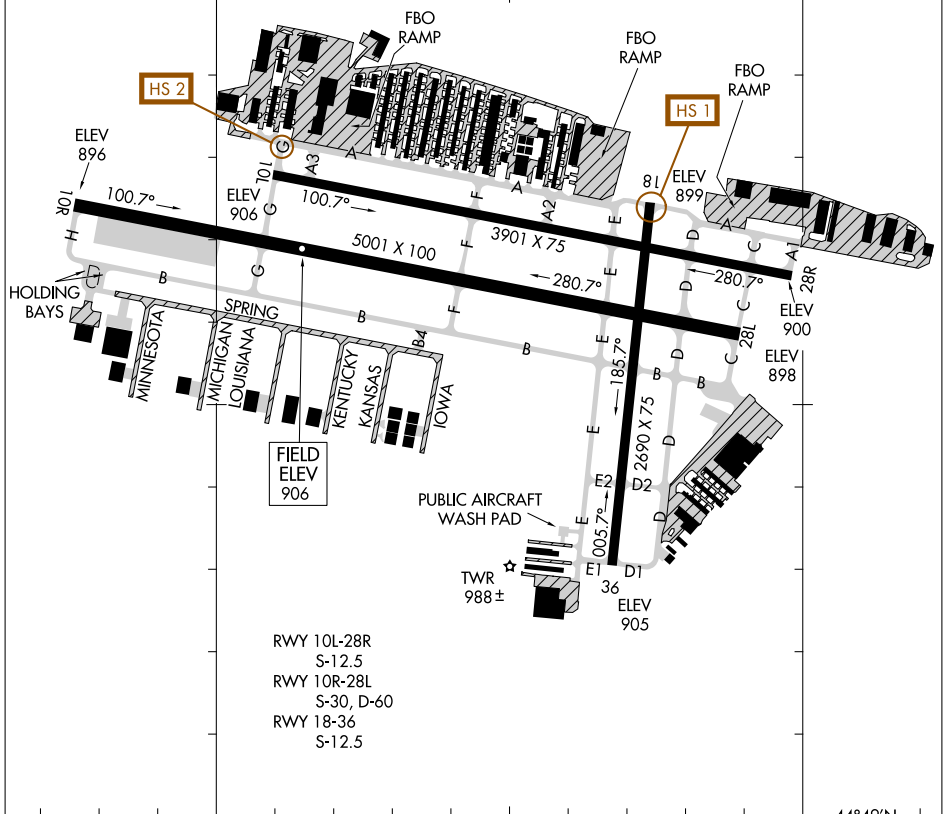 FBO
RAMP
FBO
RAMP
FBO
RAMP
HS 2
HS 1
ELEV
896
10R
100.7°
10L
G
A3
A
ELEV
906
G
100.7°
F
A
A2
E
18
ELEV
899
D
A
C
A1
28R
3901 X 75
5001 X 100
280.7°
280.7°
F
E
D
C
ELEV
900
H
HOLDING
BAYS
B
G
SPRING
B
F
B4
B
E
D
C
28L
ELEV
898
B
B
MINNESOTA
MICHIGAN
LOUISIANA
KENTUCKY
KANSAS
IOWA
185.7°
2690 X 75
E
D
FIELD
ELEV
906
E2
D2
PUBLIC AIRCRAFT
WASH PAD
E
005.7°
D
TWR
988 ±
E1
36
D1
ELEV
905
RWY 10L-28R
S-12.5
RWY 10R-28L
S-30, D-60
RWY 18-36
S-12.5